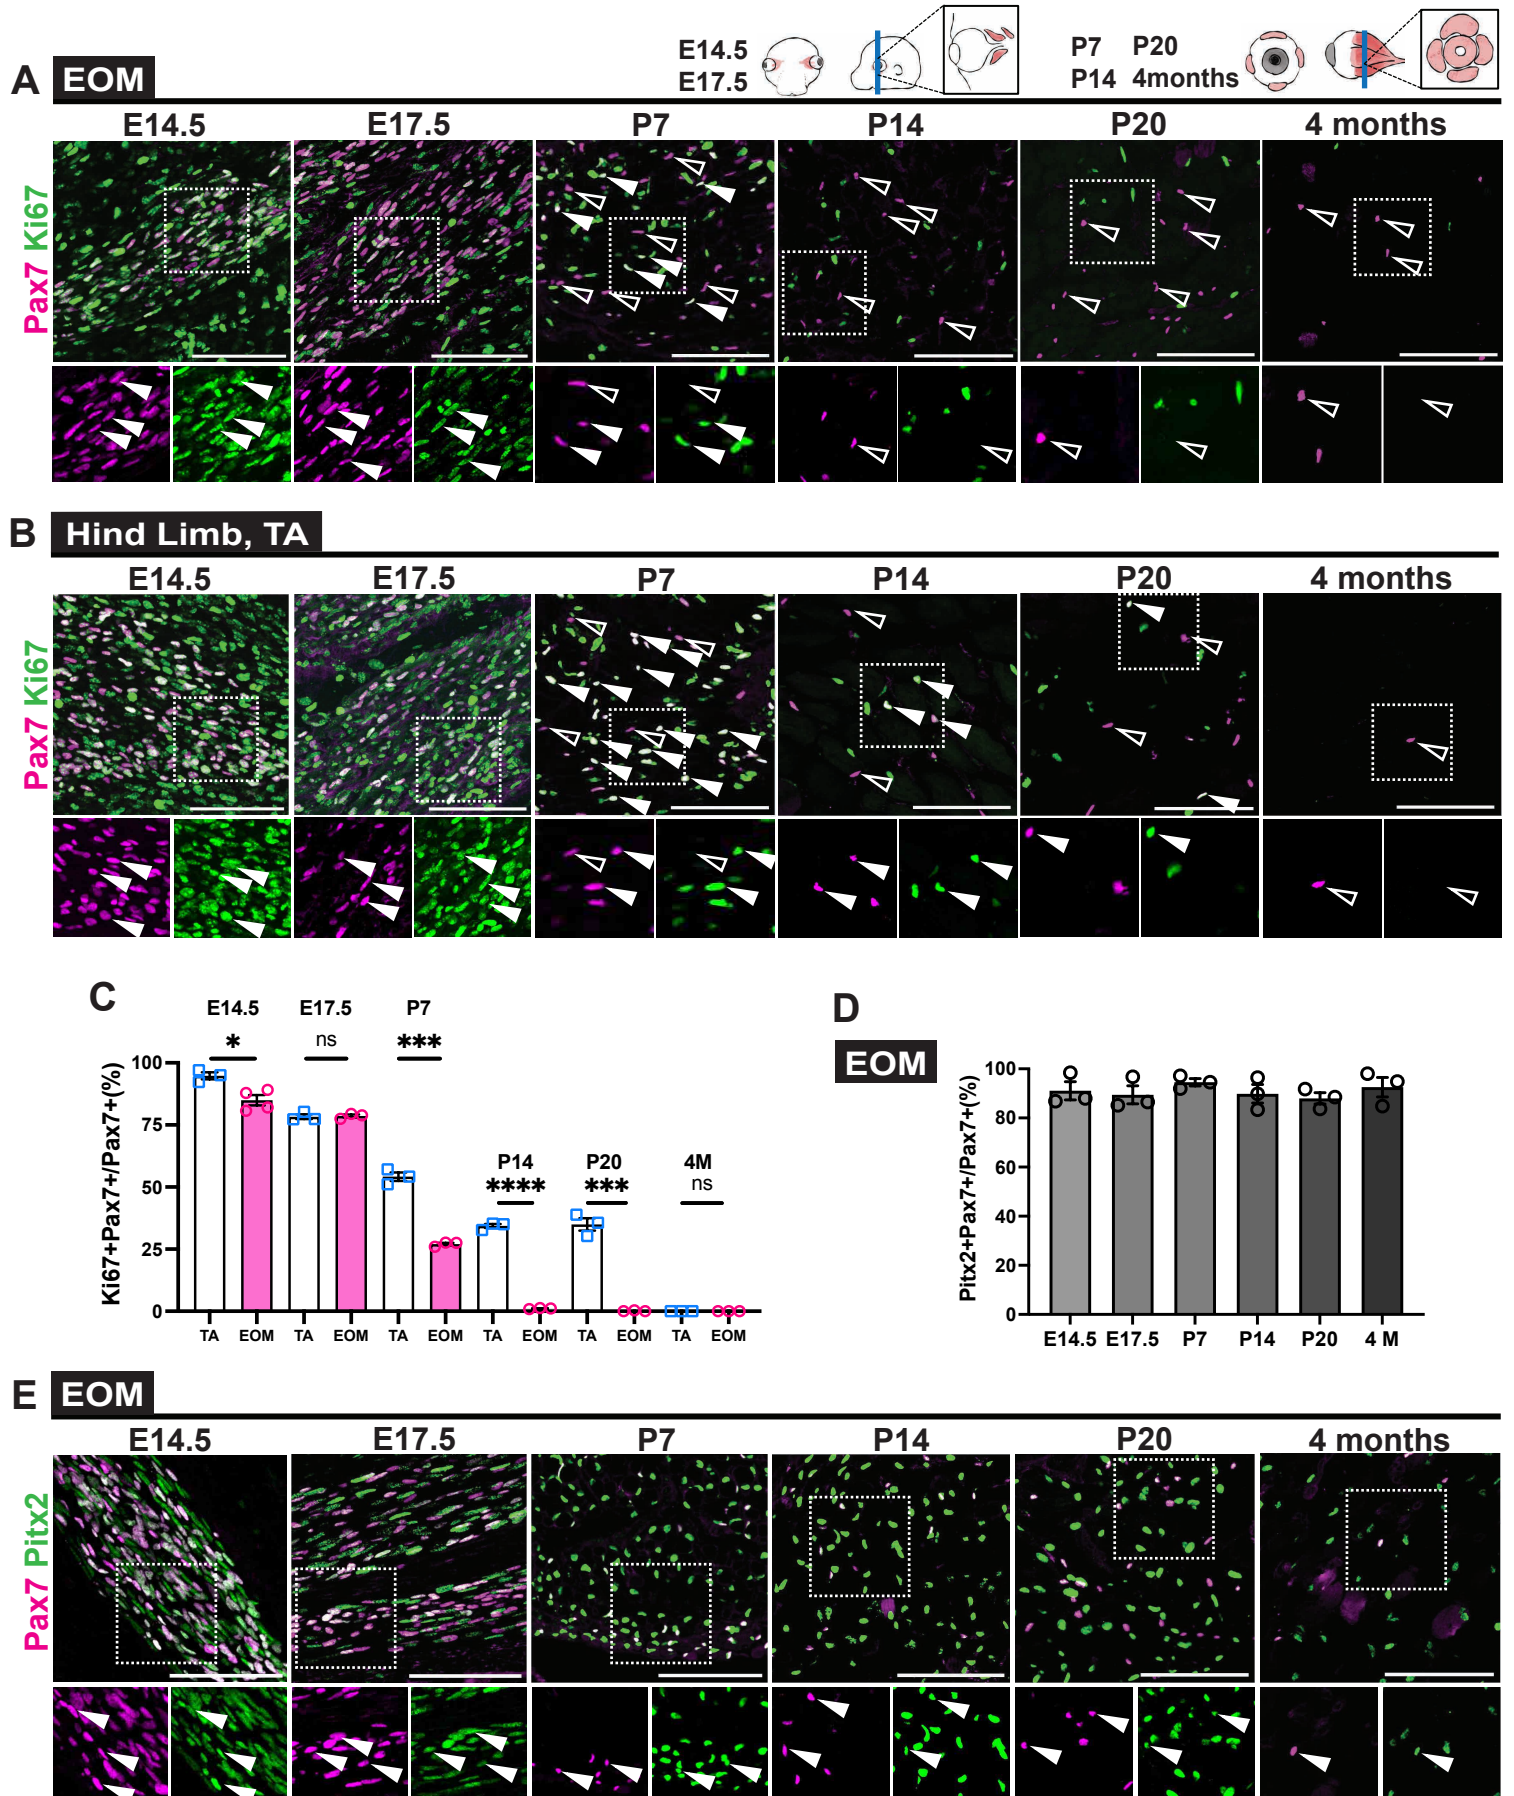 E14.5
E17.5
P7 P20
P14 4months
A EOM
E14.5 E17.5 P7 P14 P20 4 months
Pax7 Ki67
B Hind Limb, TA
E14.5 E17.5 P7 P14 P20 4 months
Pax7 Ki67
C
E14.5 E17.5 P7
* ns ***
P14 P20 4M
**** *** ns
Ki67+Pax7+/Pax7+(%)
100
75
50
25
0
TA EOM TA EOM TA EOM TA EOM TA EOM TA EOM
D
EOM
Pitx2+Pax7+/Pax7+(%)
100
80
60
40
20
0
E14.5 E17.5 P7 P14 P20 4 M
E EOM
E14.5 E17.5 P7 P14 P20 4 months
Pax7 Pitx2